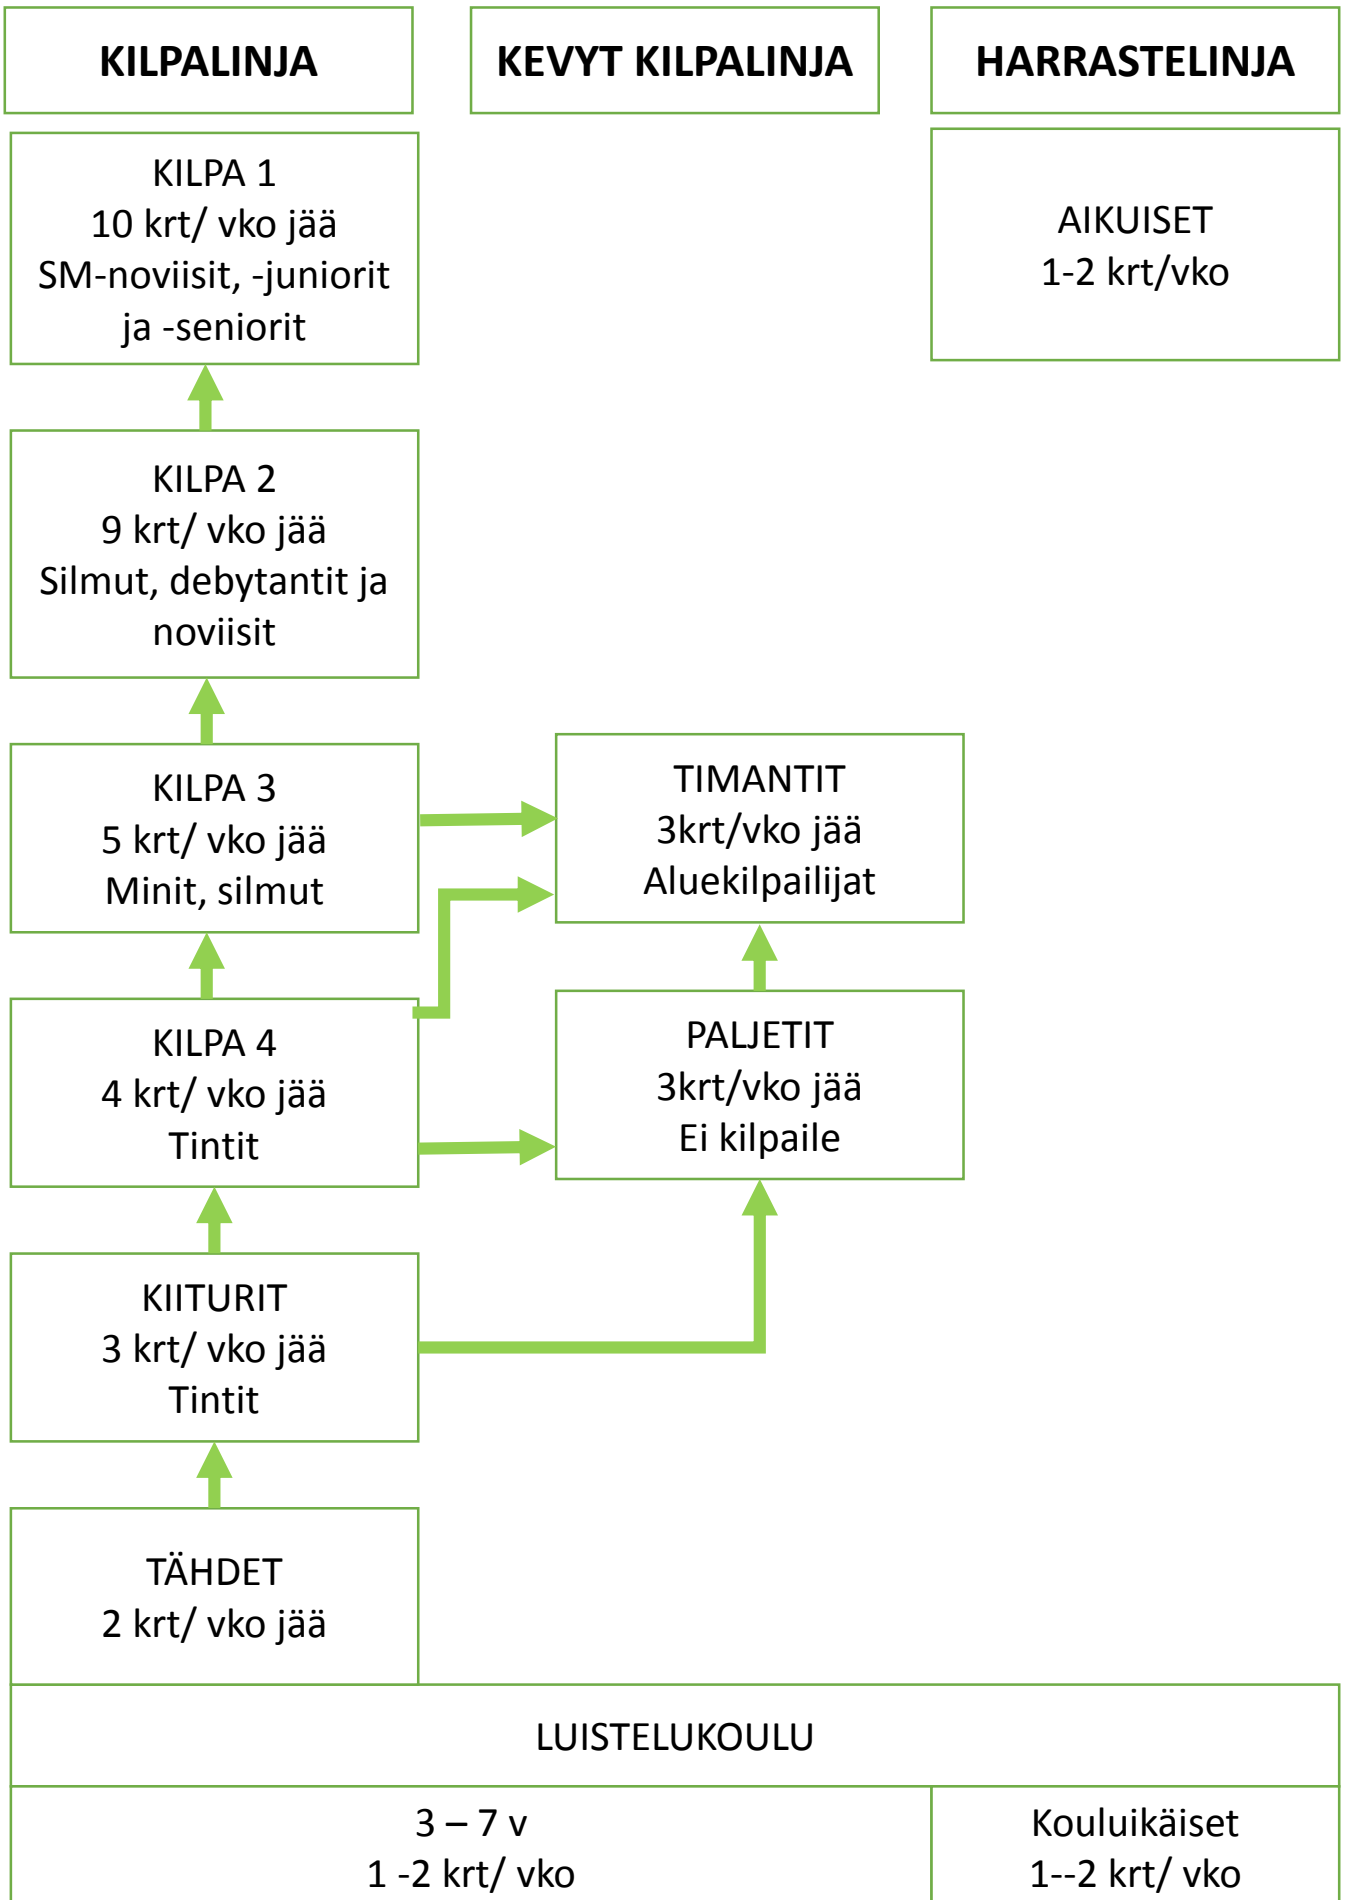 KILPALINJA
KEVYT KILPALINJA
HARRASTELINJA
KILPA 1
10 krt/ vko jää
SM-noviisit, -juniorit
ja -seniorit
AIKUISET
1-2 krt/vko
KILPA 2
9 krt/ vko jää
Silmut, debytantit ja
noviisit
KILPA 3
5 krt/ vko jää
Minit, silmut
TIMANTIT
3krt/vko jää
Aluekilpailijat
KILPA 4
4 krt/ vko jää
Tintit
PALJETIT
3krt/vko jää
Ei kilpaile
KIITURIT
3 krt/ vko jää
Tintit
TÄHDET
2 krt/ vko jää
LUISTELUKOULU
3 – 7 v
1 -2 krt/ vko
Kouluikäiset
1--2 krt/ vko